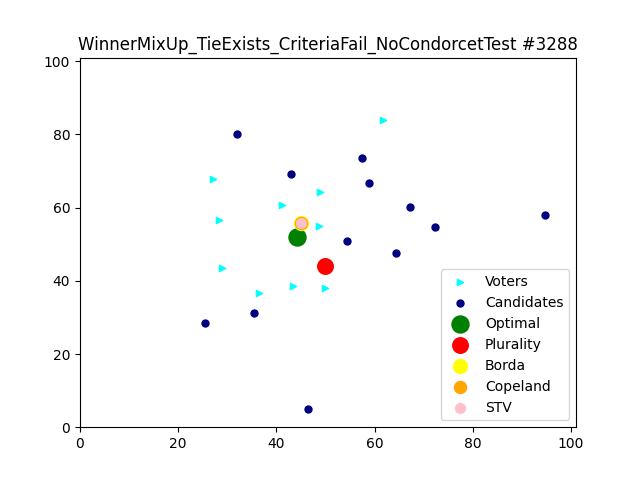 WinnerMixUp_TieExists_CriteriaFail_NoCondorcetTest #3288
100
80
60
40
20
0
0 20 40 60 80 100
Voters
Candidates
Optimal
Plurality
Borda
Copeland
STV